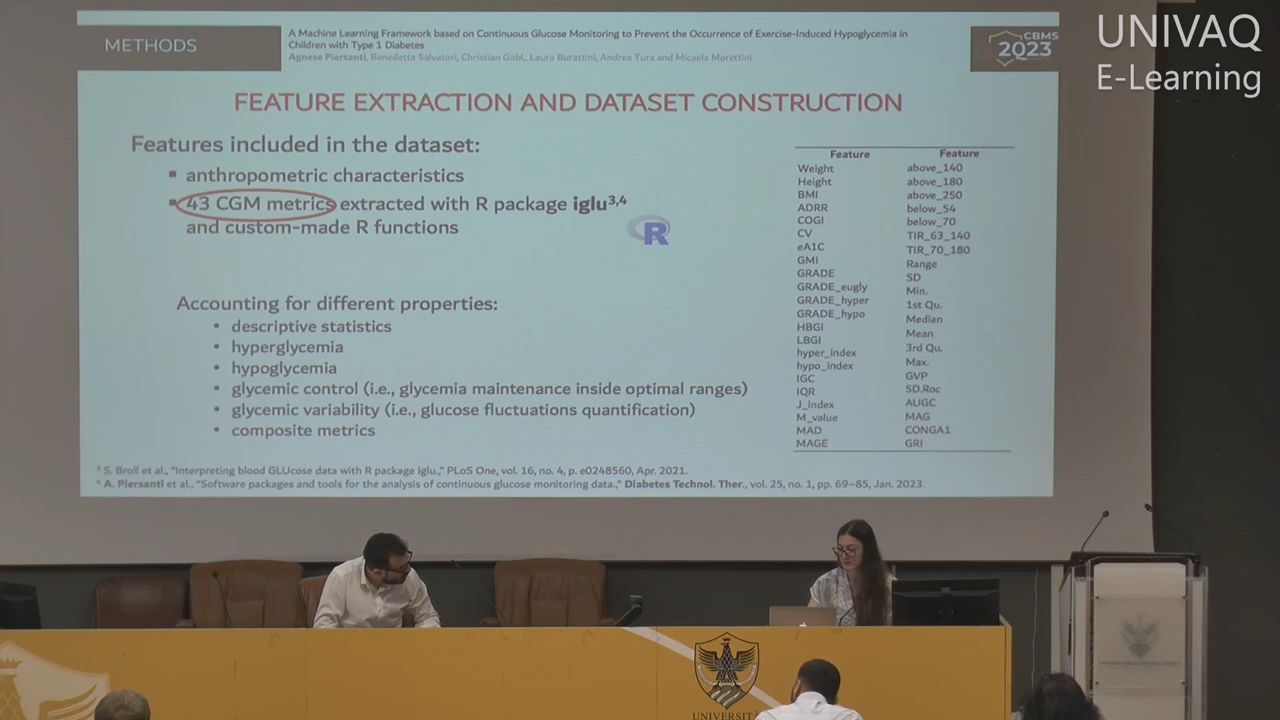 UNIVAQ
E-Learning
METHODS
A Machine Learning Framework based on Continuous Glucose Monitoring to Prevent the Occurrence of Exercise-Induced Hypoglycemia in
Children with Type 1 Diabetes
Agnese Piersanti, Benedetta Salvatori, Christian Göbl, Laura Burattini, Andrea Tura and Micaela Morettini
CBMS
2023
FEATURE EXTRACTION AND DATASET CONSTRUCTION
Features included in the dataset:
▪ anthropometric characteristics
▪ 43 CGM metrics extracted with R package iglu³,⁴
and custom-made R functions
R
Accounting for different properties:
• descriptive statistics
• hyperglycemia
• hypoglycemia
• glycemic control (i.e., glycemia maintenance inside optimal ranges)
• glycemic variability (i.e., glucose fluctuations quantification)
• composite metrics
Feature Feature
Weight above_140
Height above_180
BMI above_250
ADRR below_54
COGI below_70
CV TIR_63_140
eA1C TIR_70_180
GMI Range
GRADE SD
GRADE_eugly Min.
GRADE_hyper 1st Qu.
GRADE_hypo Median
HBGI Mean
LBGI 3rd Qu.
hyper_index Max.
hypo_index GVP
IGC SD.Roc
IQR AUGC
J_index MAG
M_value CONGA1
MAD GRI
MAGE
³ S. Broll et al., "Interpreting blood GLUcose data with R package iglu.," PLoS One, vol. 16, no. 4, p. e0248560, Apr. 2021.
⁴ A. Piersanti et al., "Software packages and tools for the analysis of continuous glucose monitoring data.," Diabetes Technol. Ther., vol. 25, no. 1, pp. 69–85, Jan. 2023.